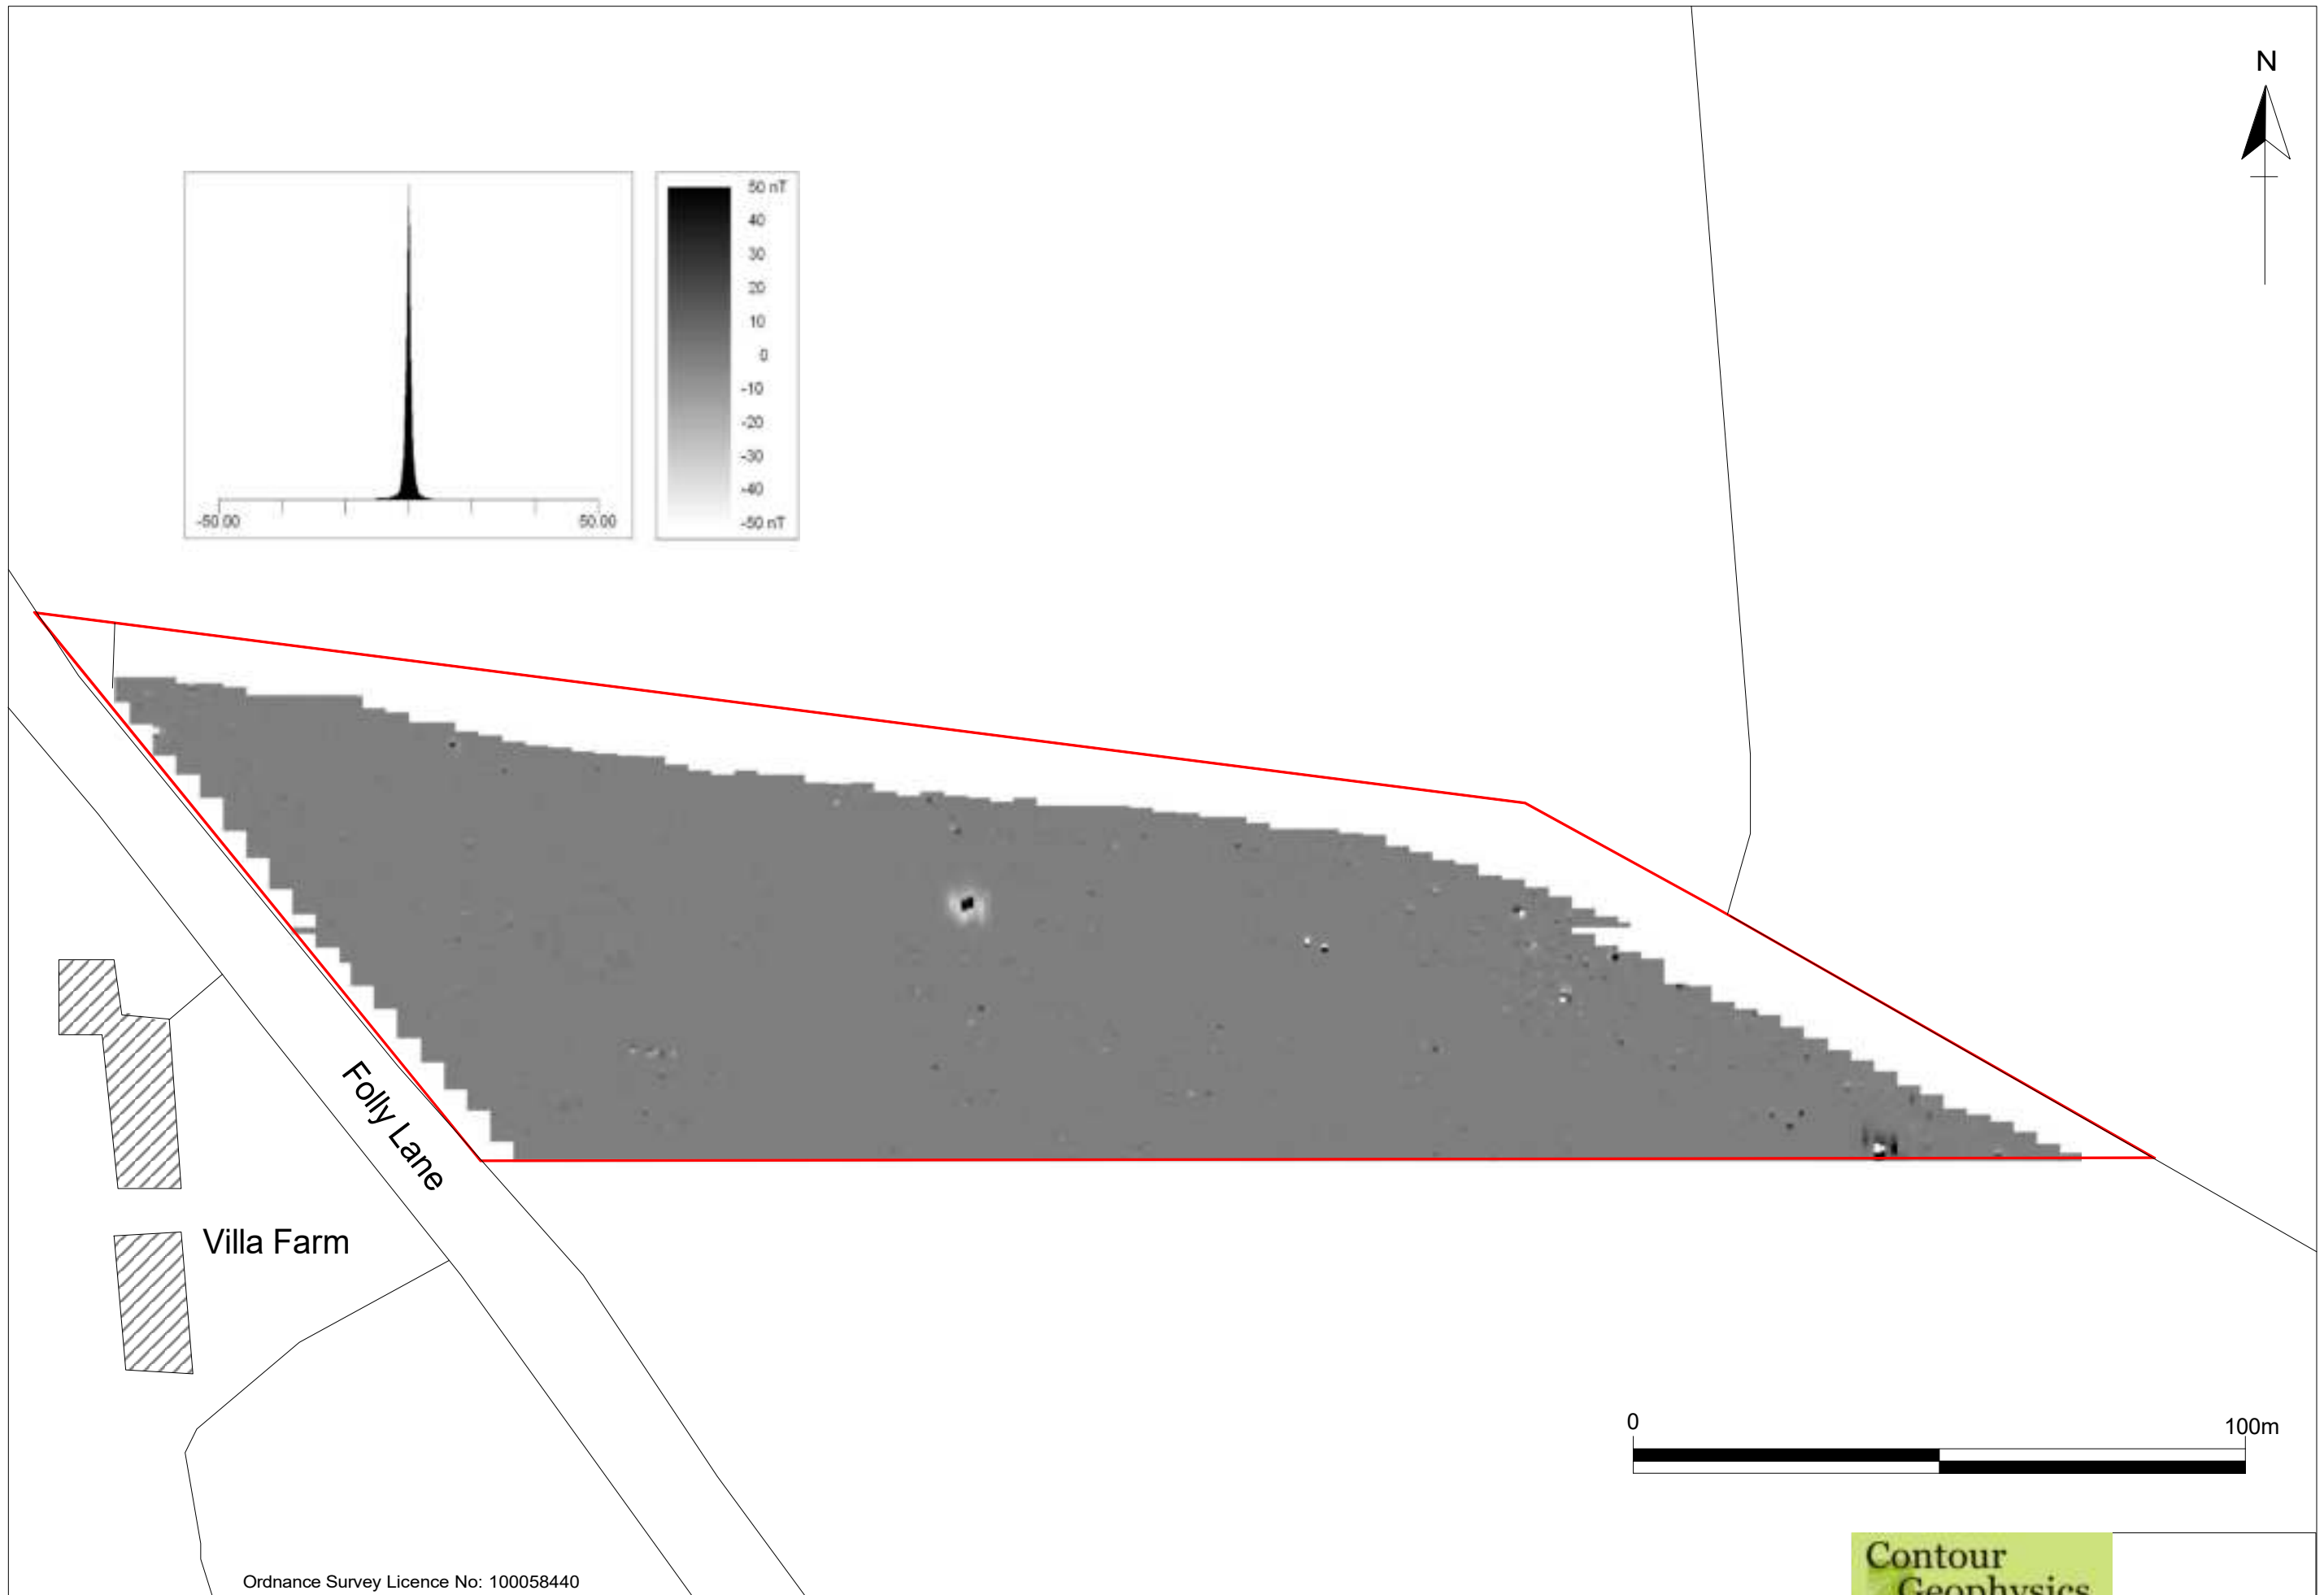 N
50 nT
40
30
20
10
0
-10
-20
-30
-40
-50 nT
-50.00
50.00
Folly Lane
Villa Farm
0
100m
Ordnance Survey Licence No: 100058440
Contour
Geophysics